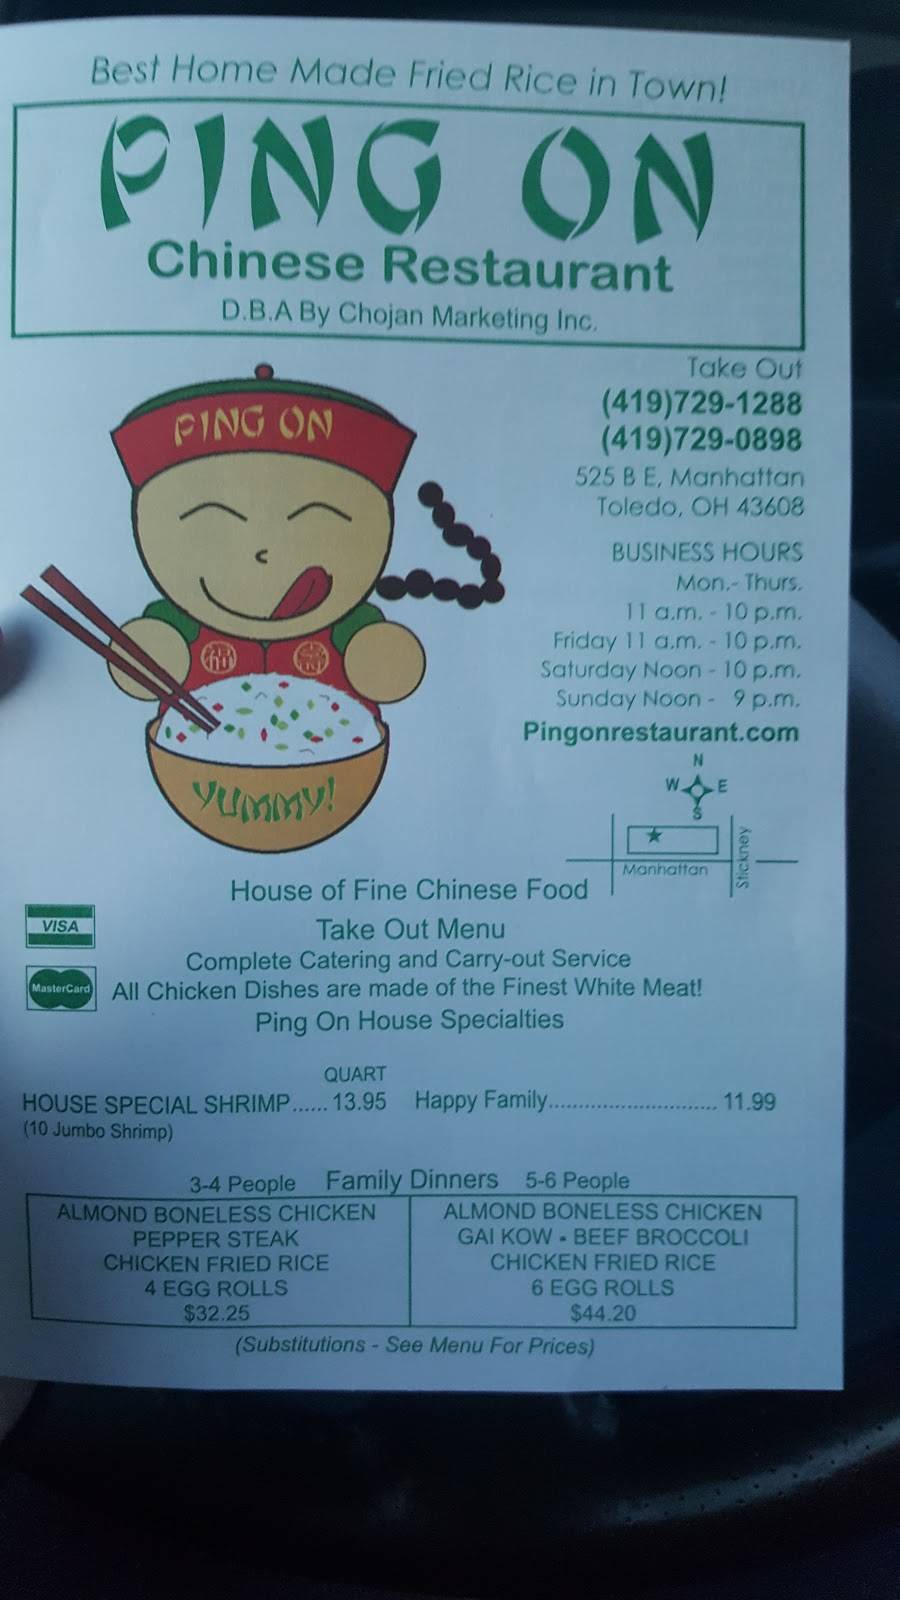 Best Home Made Fried Rice in Town!
PING ON
Chinese Restaurant
D.B.A By Chojan Marketing Inc.
PING ON
福
壽
YUMMY!
Take Out
(419)729-1288
(419)729-0898
525 B E, Manhattan
Toledo, OH 43608
BUSINESS HOURS
Mon.- Thurs.
11 a.m. - 10 p.m.
Friday 11 a.m. - 10 p.m.
Saturday Noon - 10 p.m.
Sunday Noon - 9 p.m.
Pingonrestaurant.com
N
W E
S
Manhattan
Stickney
House of Fine Chinese Food
VISA
Take Out Menu
Complete Catering and Carry-out Service
MasterCard
All Chicken Dishes are made of the Finest White Meat!
Ping On House Specialties
QUART
HOUSE SPECIAL SHRIMP...... 13.95
(10 Jumbo Shrimp)
Happy Family............................ 11.99
3-4 People Family Dinners 5-6 People
ALMOND BONELESS CHICKEN
PEPPER STEAK
CHICKEN FRIED RICE
4 EGG ROLLS
$32.25
ALMOND BONELESS CHICKEN
GAI KOW - BEEF BROCCOLI
CHICKEN FRIED RICE
6 EGG ROLLS
$44.20
(Substitutions - See Menu For Prices)